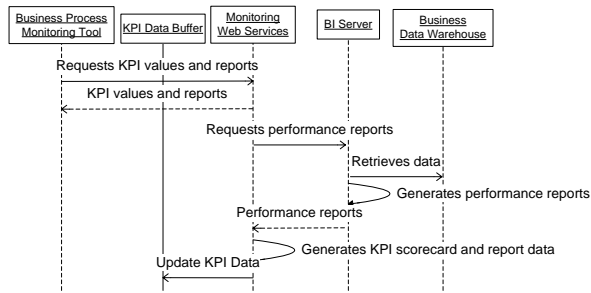 Business Process
Monitoring Tool
KPI Data Buffer
Monitoring
Web Services
BI Server
Business
Data Warehouse
Requests KPI values and reports
KPI values and reports
Requests performance reports
Retrieves data
Generates performance reports
Performance reports
Generates KPI scorecard and report data
Update KPI Data